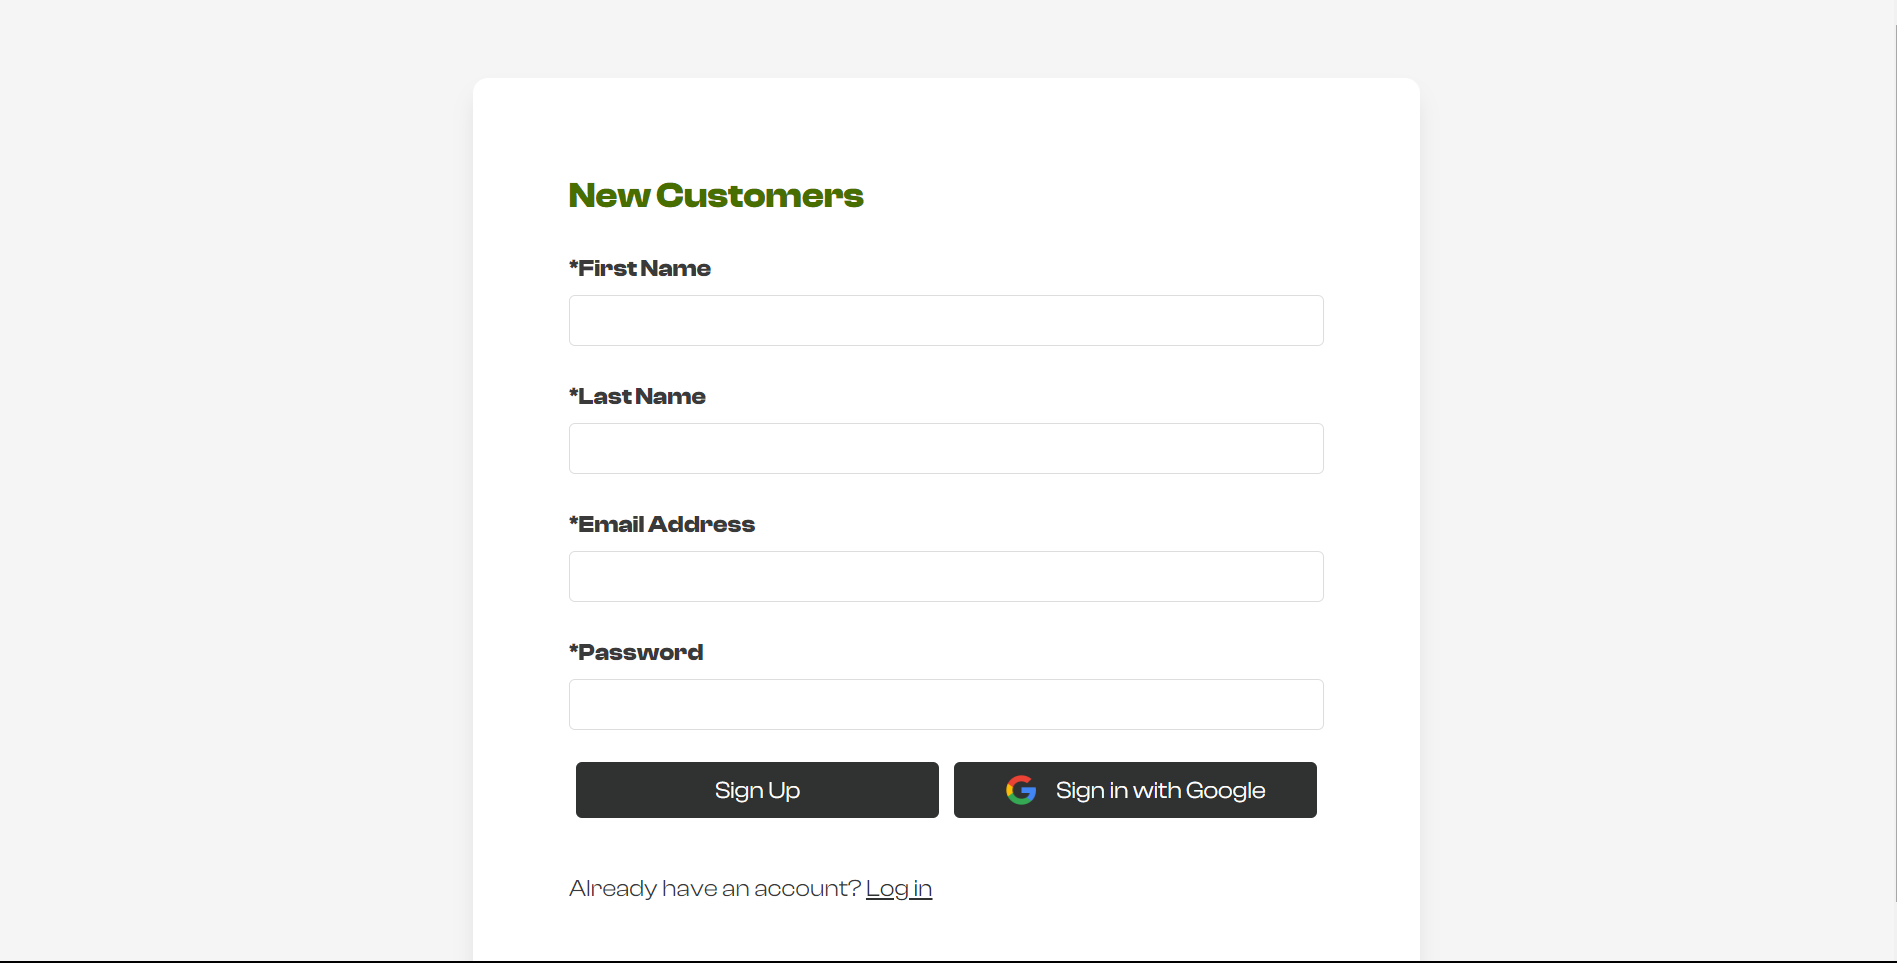 New Customers
*First Name
*Last Name
*Email Address
*Password
Sign Up
Sign in with Google
Already have an account? Log in